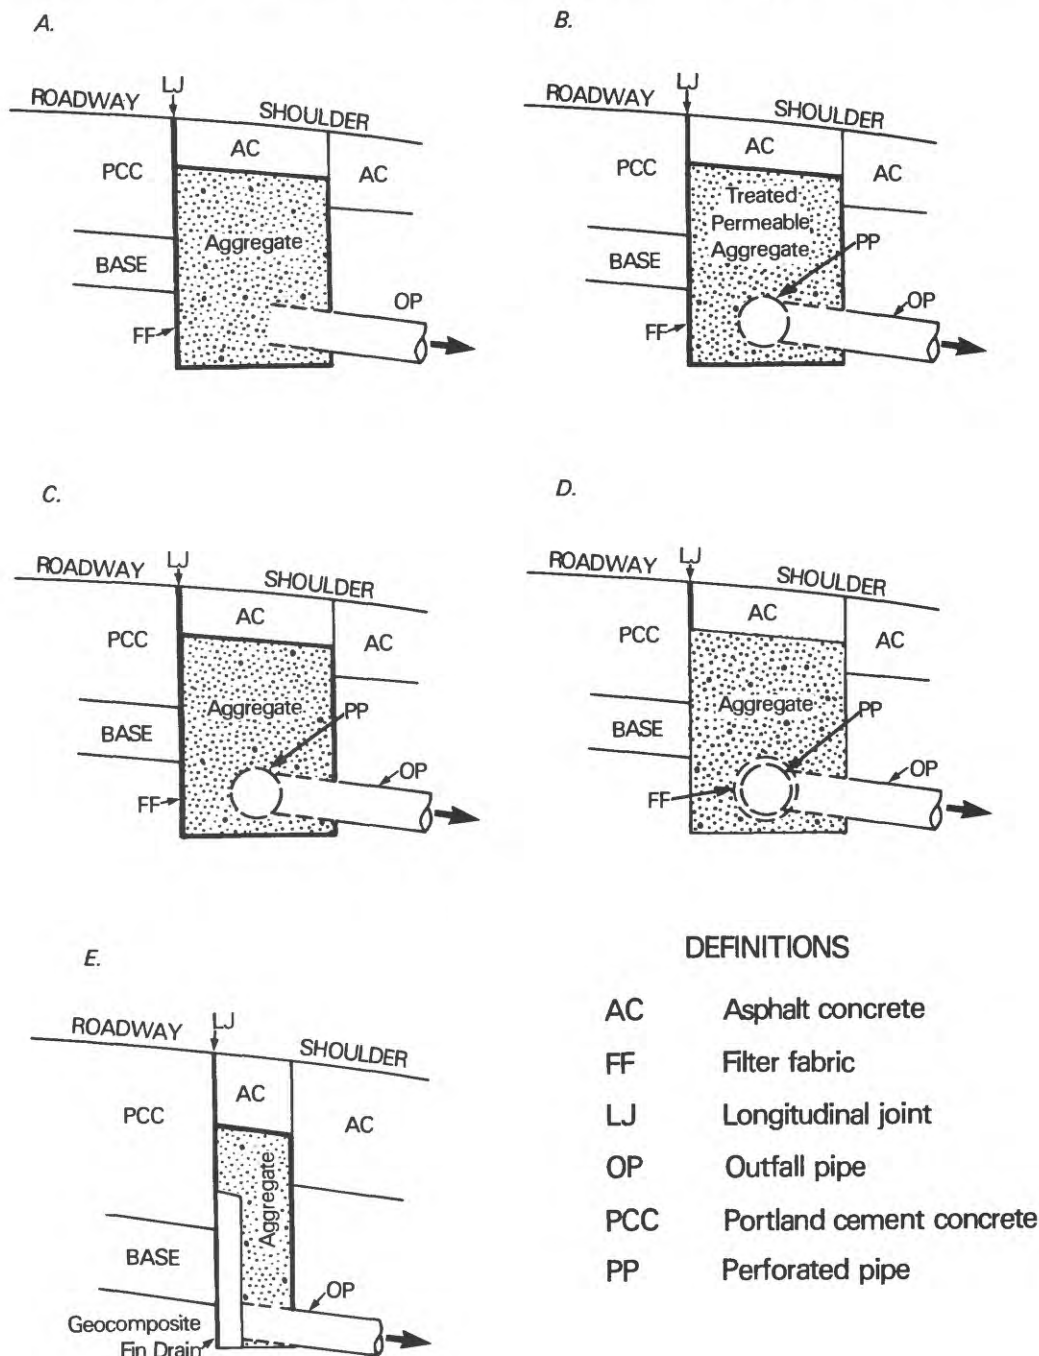 A.
LJ
ROADWAY
SHOULDER
AC
PCC
AC
Aggregate
BASE
OP
FF
B.
LJ
ROADWAY
SHOULDER
AC
PCC
AC
Treated
Permeable
Aggregate
PP
BASE
OP
FF
C.
LJ
ROADWAY
SHOULDER
AC
PCC
AC
Aggregate
PP
BASE
OP
FF
D.
LJ
ROADWAY
SHOULDER
AC
PCC
AC
Aggregate
PP
BASE
OP
FF
E.
LJ
ROADWAY
SHOULDER
AC
PCC
AC
Aggregate
BASE
OP
Geocomposite
Fin Drain
DEFINITIONS
AC Asphalt concrete
FF Filter fabric
LJ Longitudinal joint
OP Outfall pipe
PCC Portland cement concrete
PP Perforated pipe